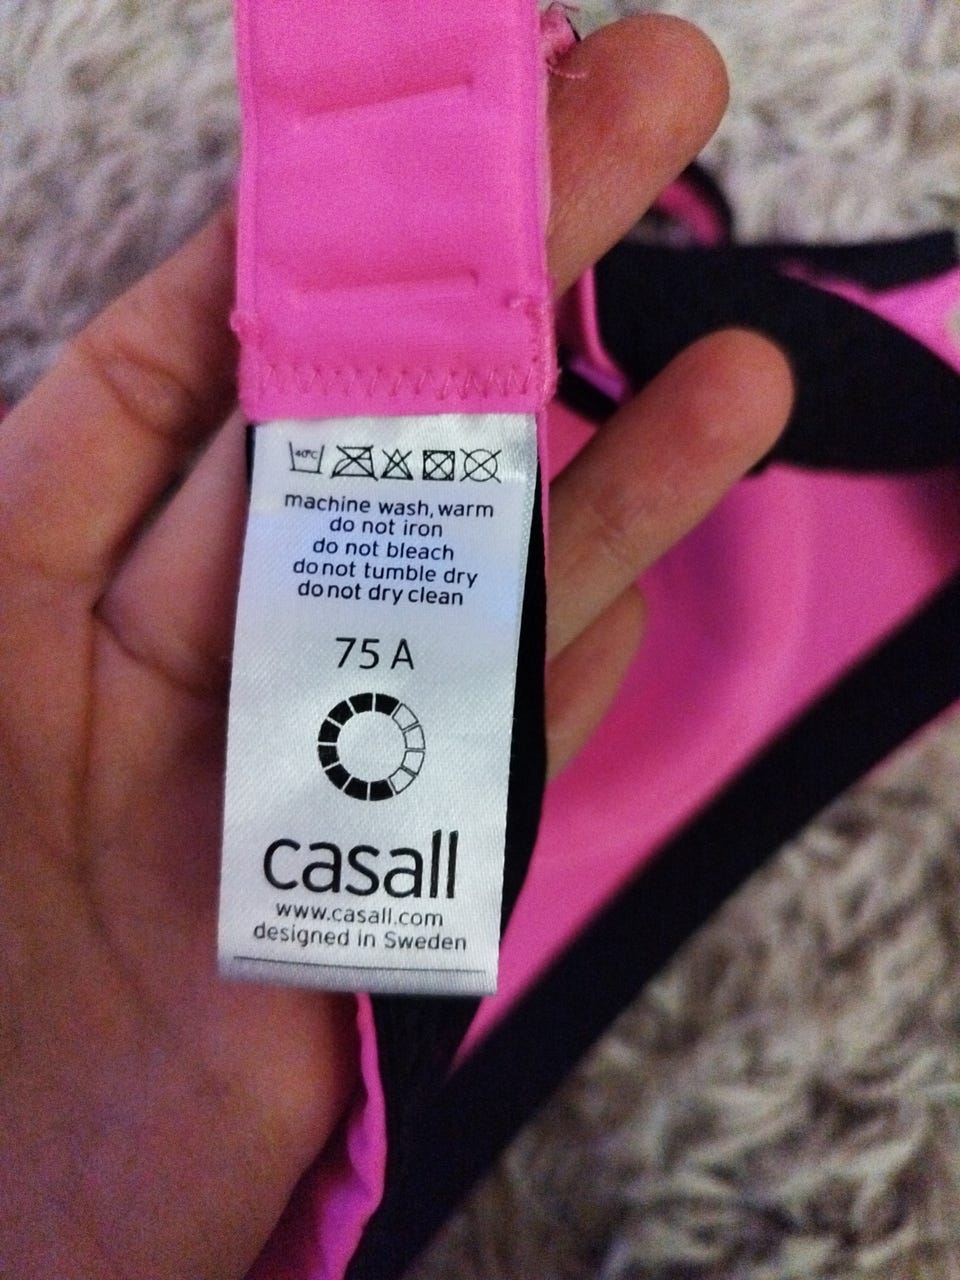 40°C
machine wash, warm
do not iron
do not bleach
do not tumble dry
do not dry clean
75 A
casall
www.casall.com
designed in Sweden